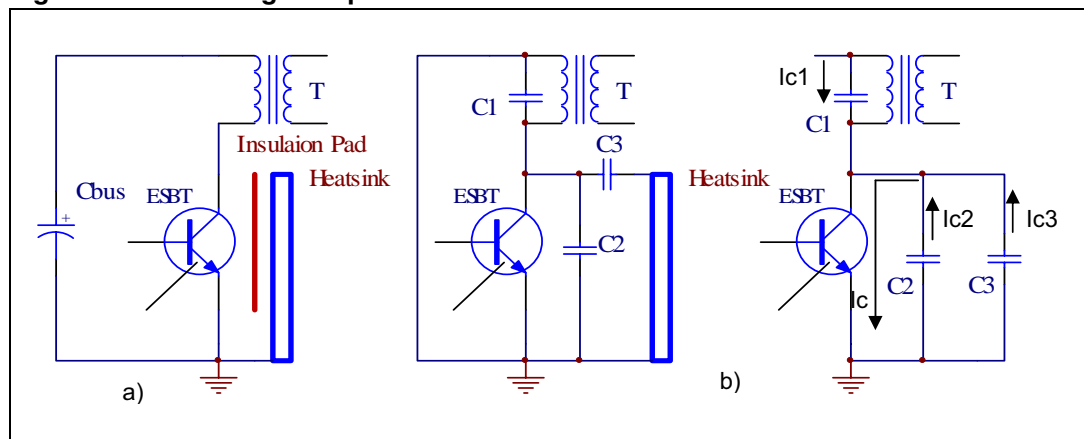 T
Insulaion Pad
Heatsink
ESBT
Cbus
+
a)
C1
T
C3
Heatsink
ESBT
C2
b)
Ic1
C1
T
ESBT
Ic2
Ic3
C2
C3
Ic